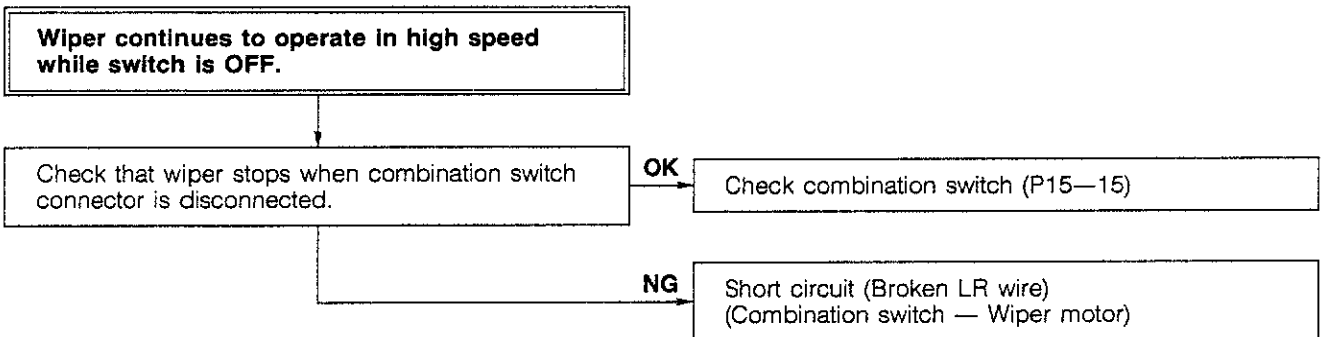 Wiper continues to operate in high speed
while switch is OFF.
Check that wiper stops when combination switch
connector is disconnected.
OK
Check combination switch (P15—15)
NG
Short circuit (Broken LR wire)
(Combination switch — Wiper motor)